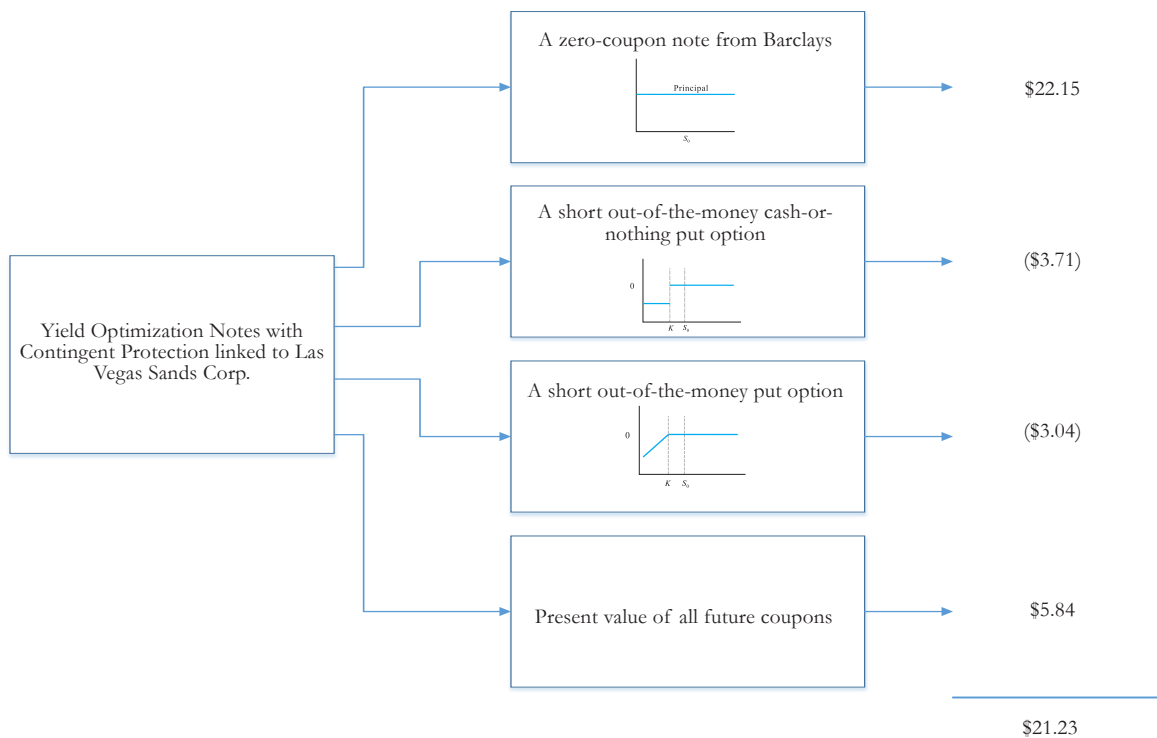 A zero-coupon note from Barclays
Principal
S0
$22.15
A short out-of-the-money cash-or-
nothing put option
0
K S0
($3.71)
Yield Optimization Notes with
Contingent Protection linked to Las
Vegas Sands Corp.
A short out-of-the-money put option
0
K S0
($3.04)
Present value of all future coupons
$5.84
$21.23